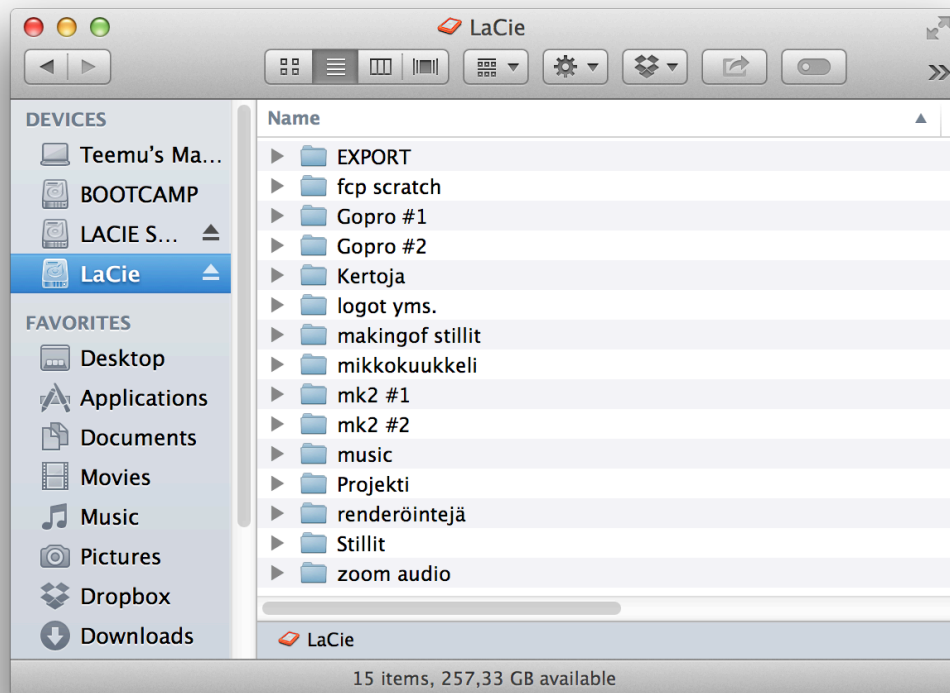 LaCie
DEVICES
Teemu's Ma...
BOOTCAMP
LACIE S...
LaCie
FAVORITES
Desktop
Applications
Documents
Movies
Music
Pictures
Dropbox
Downloads
Name
EXPORT
fcp scratch
Gopro #1
Gopro #2
Kertoja
logot yms.
makingof stillit
mikkokuukkeli
mk2 #1
mk2 #2
music
Projekti
renderöintejä
Stillit
zoom audio
LaCie
15 items, 257,33 GB available